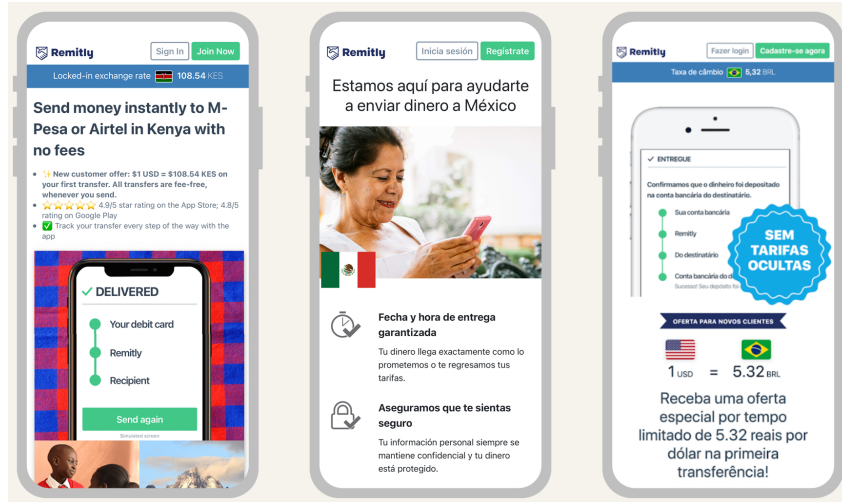 Remitly
Sign In
Join Now
Locked-in exchange rate 108.54 KES
Send money instantly to M-
Pesa or Airtel in Kenya with
no fees
✨New customer offer: $1 USD = $108.54 KES on
your first transfer. All transfers are fee-free,
whenever you send.
⭐⭐⭐⭐⭐ 4.9/5 star rating on the App Store; 4.8/5
rating on Google Play
✅ Track your transfer every step of the way with the
app
✓ DELIVERED
Your debit card
Remitly
Recipient
Send again
Simulated screen
Remitly
Inicia sesión
Regístrate
Estamos aquí para ayudarte
a enviar dinero a México
Fecha y hora de entrega
garantizada
Tu dinero llega exactamente como lo
prometemos o te regresamos tus
tarifas.
Aseguramos que te sientas
seguro
Tu información personal siempre se
mantiene confidencial y tu dinero
está protegido.
Remitly
Fazer login
Cadastre-se agora
Taxa de câmbio 5,32 BRL
✓ ENTREGUE
Confirmamos que o dinheiro foi depositado
na conta bancária do destinatário.
Sua conta bancária
Remitly
Do destinatário
Conta bancária do d
Sucesso! Seu depósito foi
SEM
TARIFAS
OCULTAS
OFERTA PARA NOVOS CLIENTES
1 USD = 5.32 BRL
Receba uma oferta
especial por tempo
limitado de 5.32 reais por
dólar na primeira
transferência!